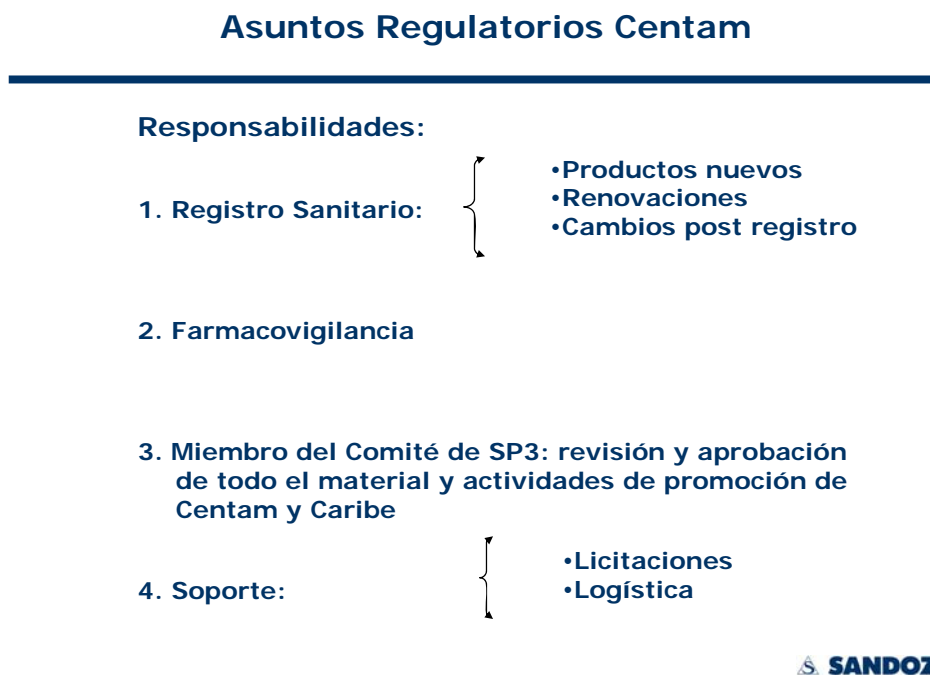 Asuntos Regulatorios Centam
Responsabilidades:
1. Registro Sanitario:
•Productos nuevos
•Renovaciones
•Cambios post registro
2. Farmacovigilancia
3. Miembro del Comité de SP3: revisión y aprobación
de todo el material y actividades de promoción de
Centam y Caribe
4. Soporte:
•Licitaciones
•Logística
SANDOZ